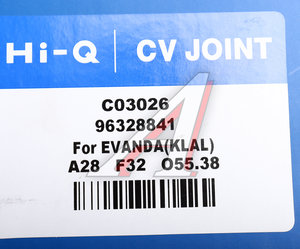 Hi-Q | CV JOINT
C03026
96328841
For EVANDA(KLAL)
A28 F32 O55.38